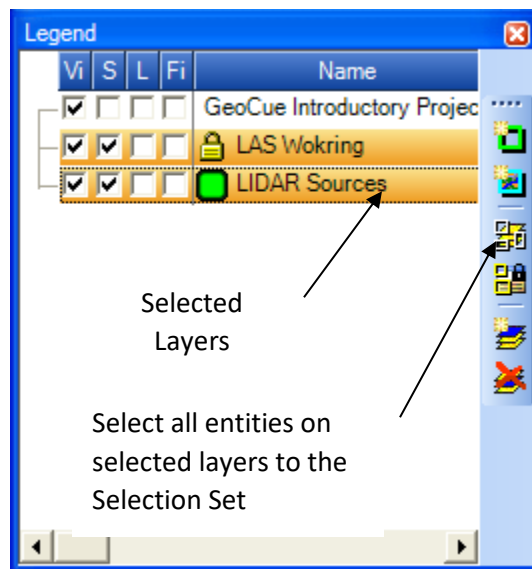 Legend
Vi S L Fi Name
GeoCue Introductory Projec
LAS Wokring
LIDAR Sources
Selected
Layers
Select all entities on
selected layers to the
Selection Set